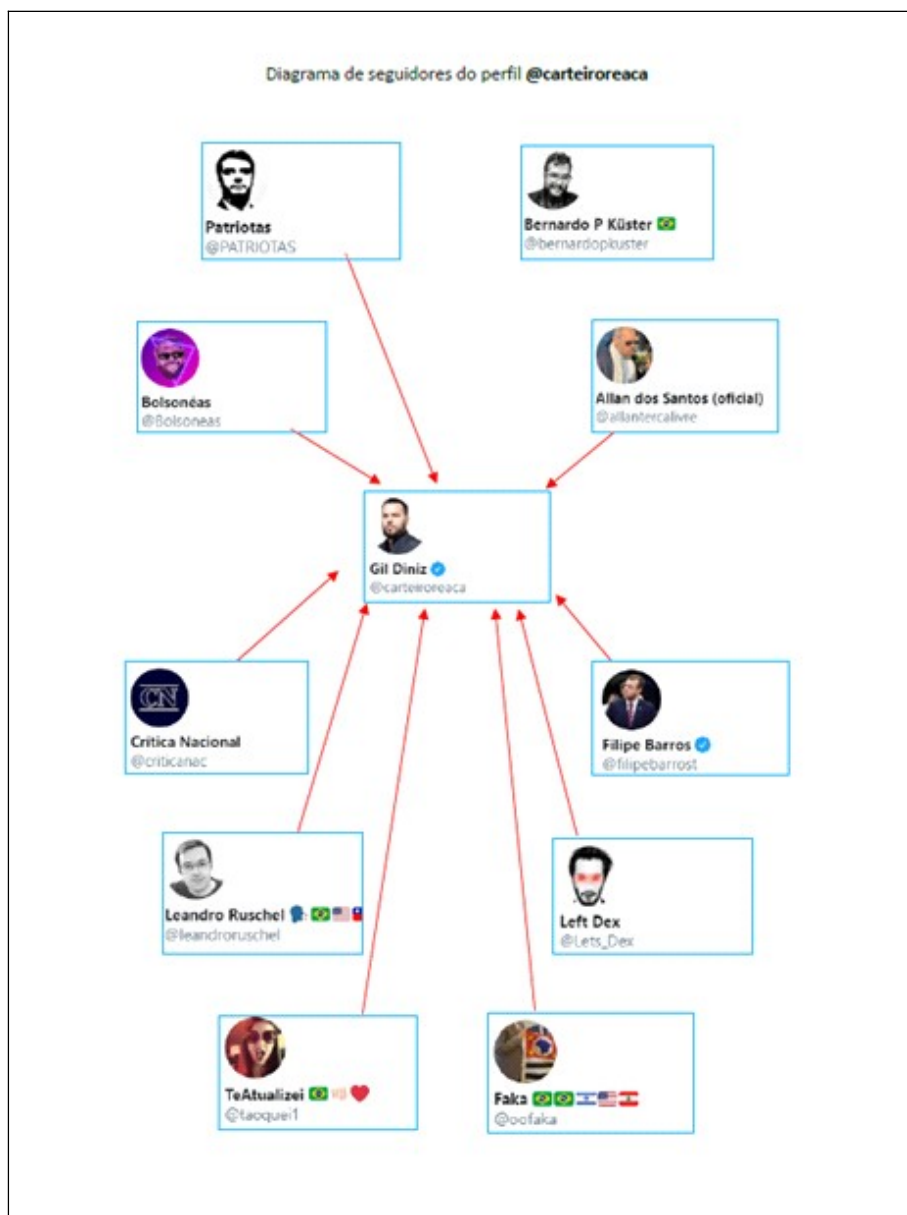 Diagrama de seguidores do perfil @carteiroreaca
Patriotas
@PATRIOTAS
Bernardo P Küster 🇧🇷
@bernardopkuster
Bolsonéas
@Bolsoneas
Allan dos Santos (oficial)
@allantercalivre
Gil Diniz
@carteiroreaca
CN
Crítica Nacional
@criticanac
Filipe Barros
@filipebarrost
Leandro Ruschel 🗣🇧🇷🇺🇸🇹🇼
@leandroruschel
Left Dex
@Lets_Dex
TeAtualizei 🇧🇷👊🏻❤
@taoquei1
Faka 🇧🇷🇧🇷🇮🇱🇺🇸🇱🇧
@oofaka